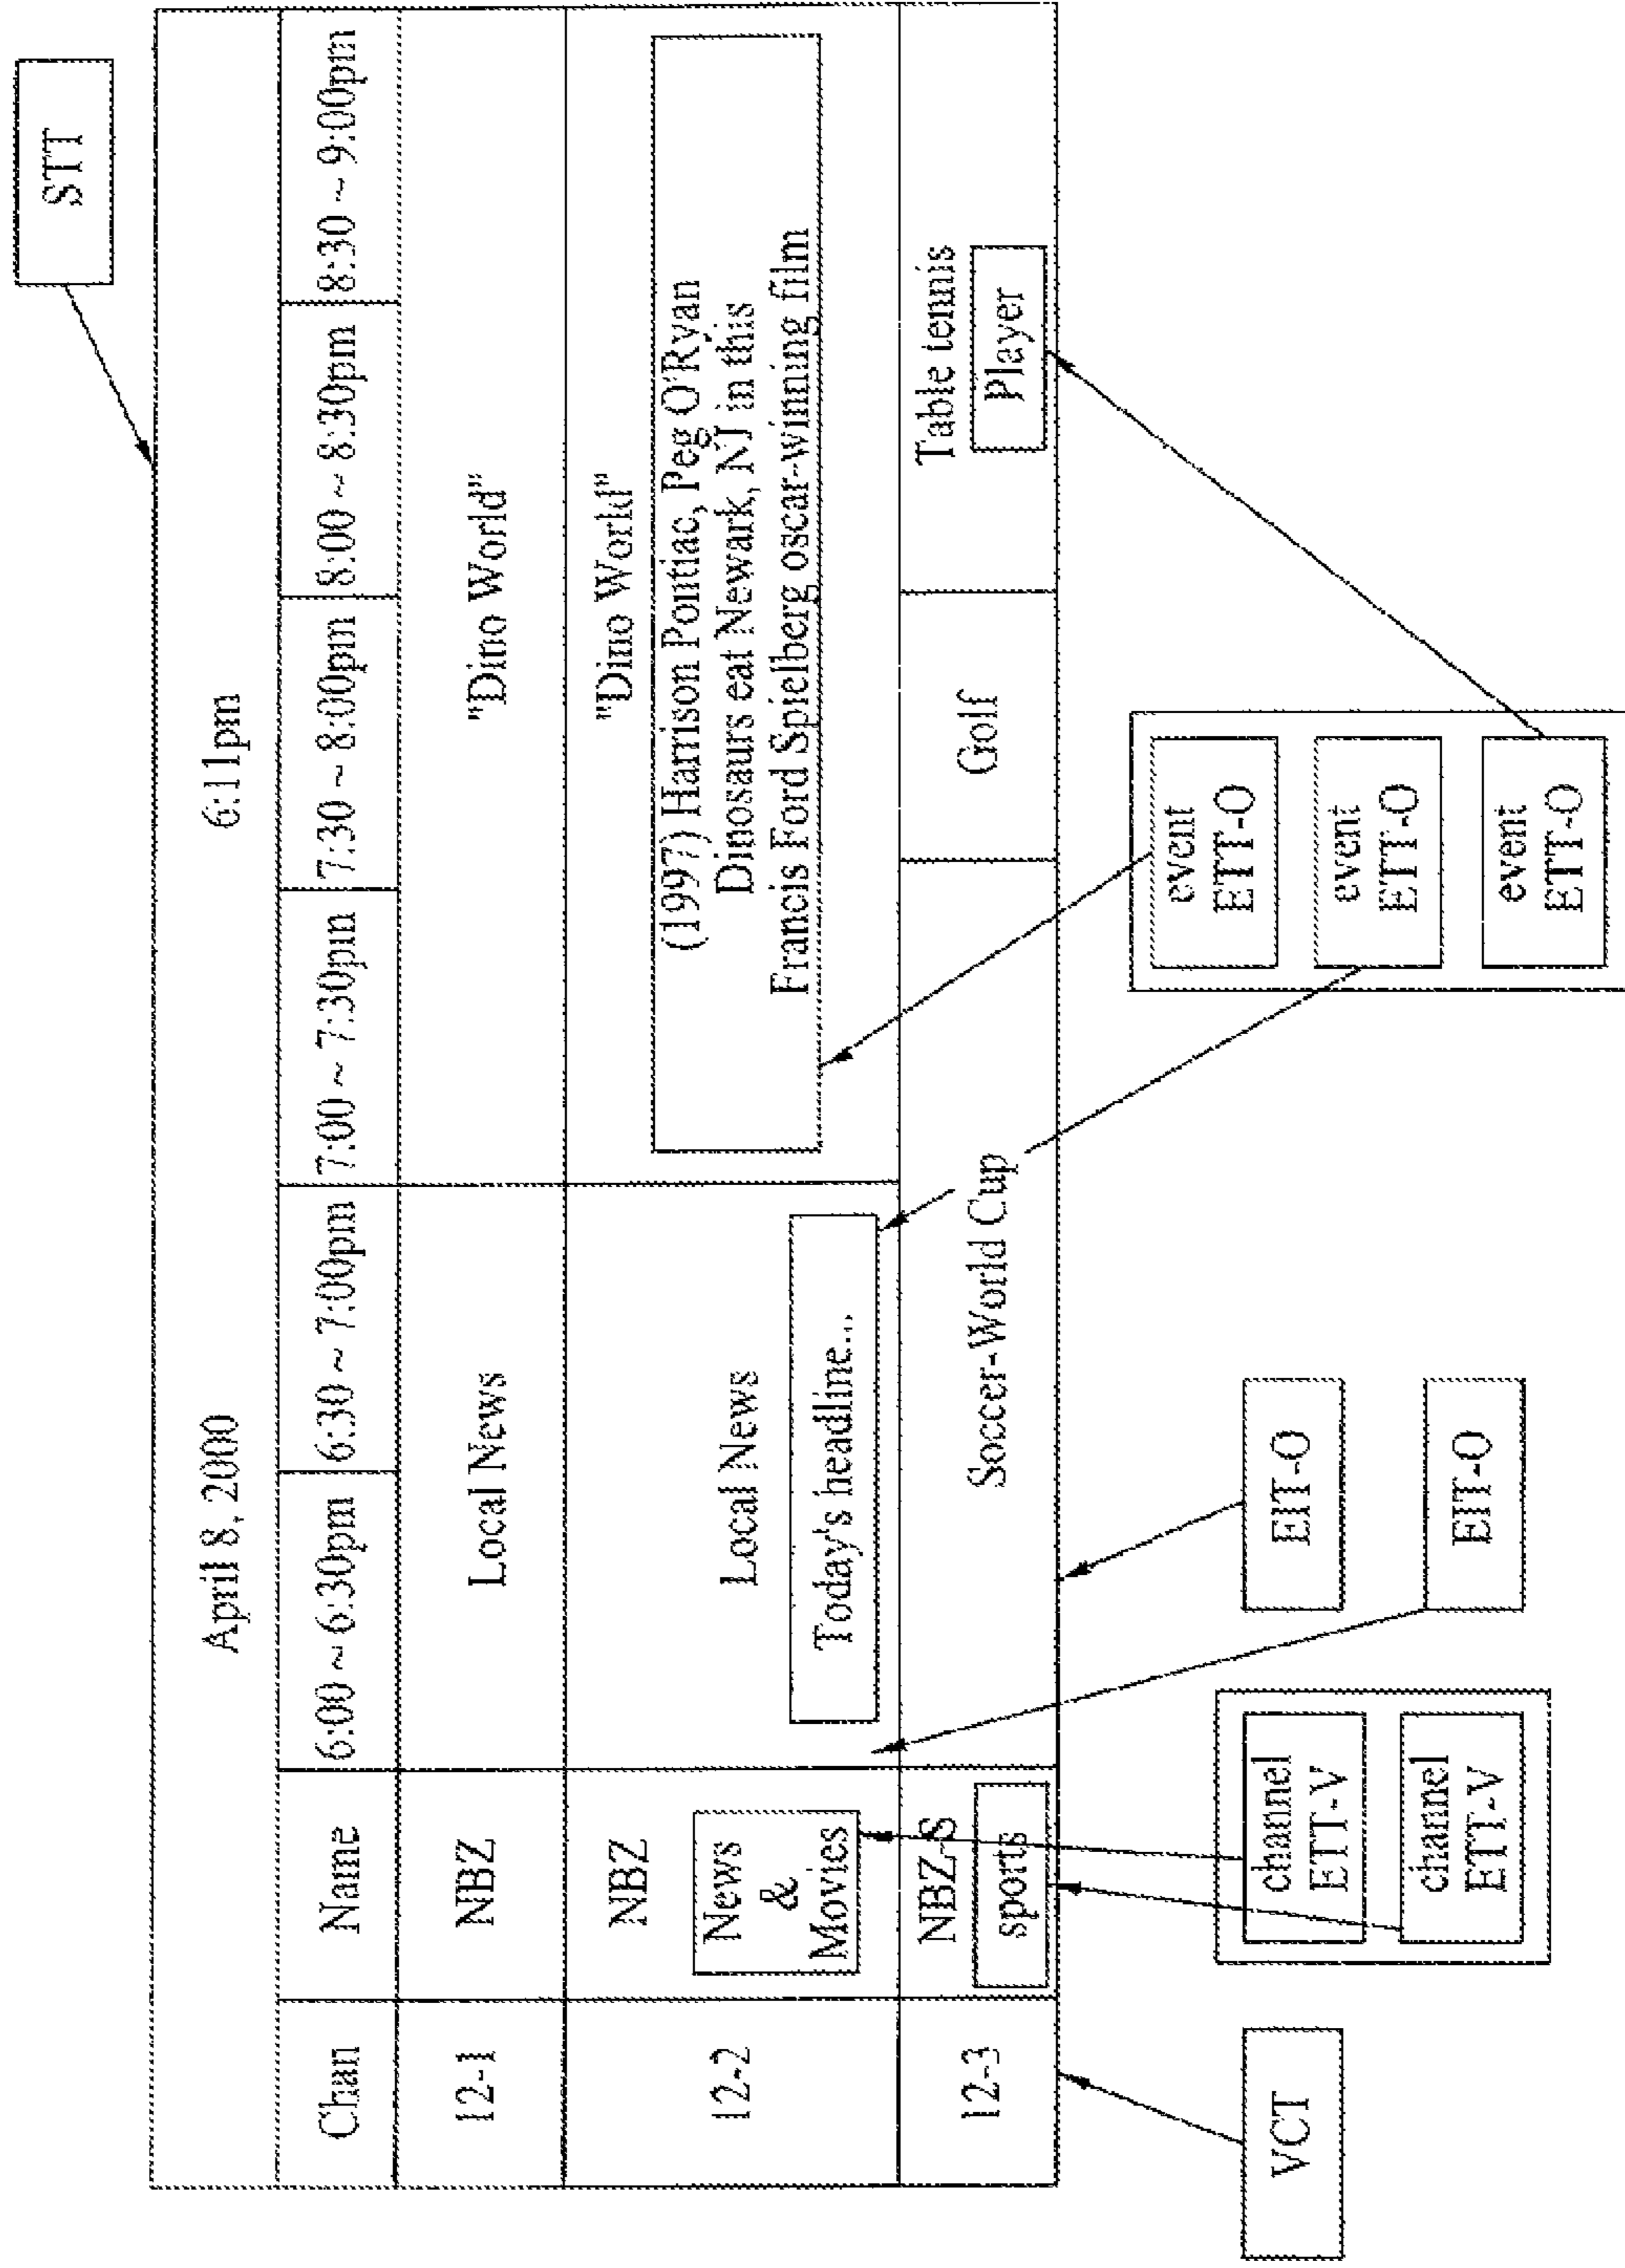 STT
April 8, 2000 6:11pm
Chan Name 6:00 ~ 6:30pm 6:30 ~ 7:00pm 7:00 ~ 7:30pm 7:30 ~ 8:00pm 8:00 ~ 8:30pm 8:30 ~ 9:00pm
12-1 NBZ Local News "Dino World"
12-2 NBZ
News
&
Movies
Local News
Today's headline...
"Dino World"
(1997) Harrison Pontiac, Peg O'Ryan
Dinosaurs eat Newark, NJ in this
Francis Ford Spielberg oscar-winning film
12-3 NBZ-S
sports
Soccer-World Cup
Golf
Table tennis
Player
VCT
channel
ETT-V
channel
ETT-V
EIT-O
EIT-O
event
ETT-O
event
ETT-O
event
ETT-O